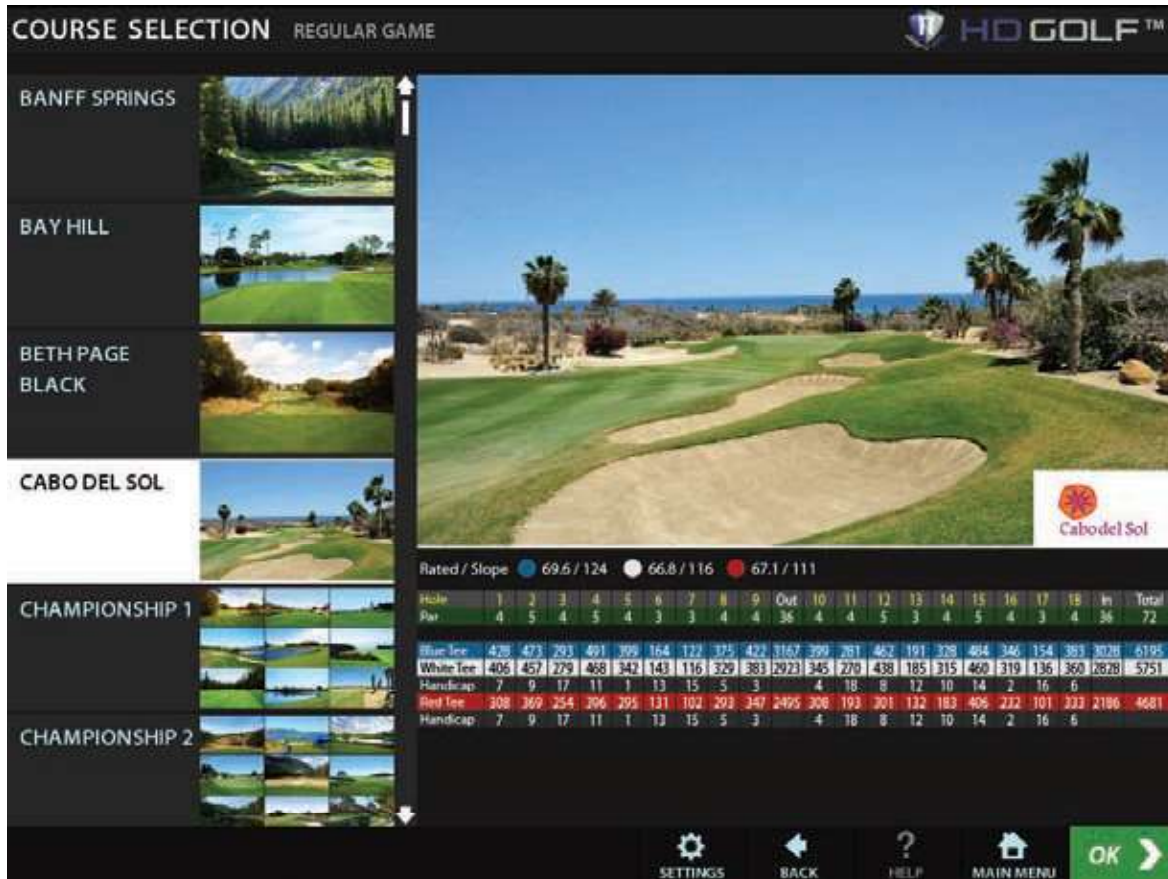 COURSE SELECTION REGULAR GAME
HD GOLF™
BANFF SPRINGS
BAY HILL
BETH PAGE
BLACK
CABO DEL SOL
CHAMPIONSHIP 1
CHAMPIONSHIP 2
Cabo del Sol
Rated / Slope 69.6 / 124 66.8 / 116 67.1 / 111
Hole 1 2 3 4 5 6 7 8 9 Out 10 11 12 13 14 15 16 17 18 In Total
Par 4 5 4 5 4 3 3 4 4 36 4 4 5 3 4 5 4 3 4 36 72
Blue Tee 428 473 293 491 399 164 122 375 422 3167 399 281 462 191 328 484 346 154 383 3028 6195
White Tee 406 457 279 468 342 143 116 329 383 2923 345 270 438 185 315 460 319 136 360 2828 5751
Handicap 7 9 17 11 1 13 15 5 3 4 18 8 12 10 14 2 16 6
Red Tee 308 369 254 396 295 131 102 293 347 2495 308 193 301 132 183 406 232 101 333 2186 4681
Handicap 7 9 17 11 1 13 15 5 3 4 18 8 12 10 14 2 16 6
SETTINGS
BACK
HELP
MAIN MENU
OK